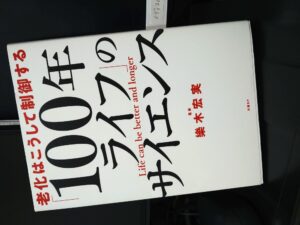 老化はこうして制御する
「100年
ライフ」の
サイエンス
Life can be better and longer
樂木宏実